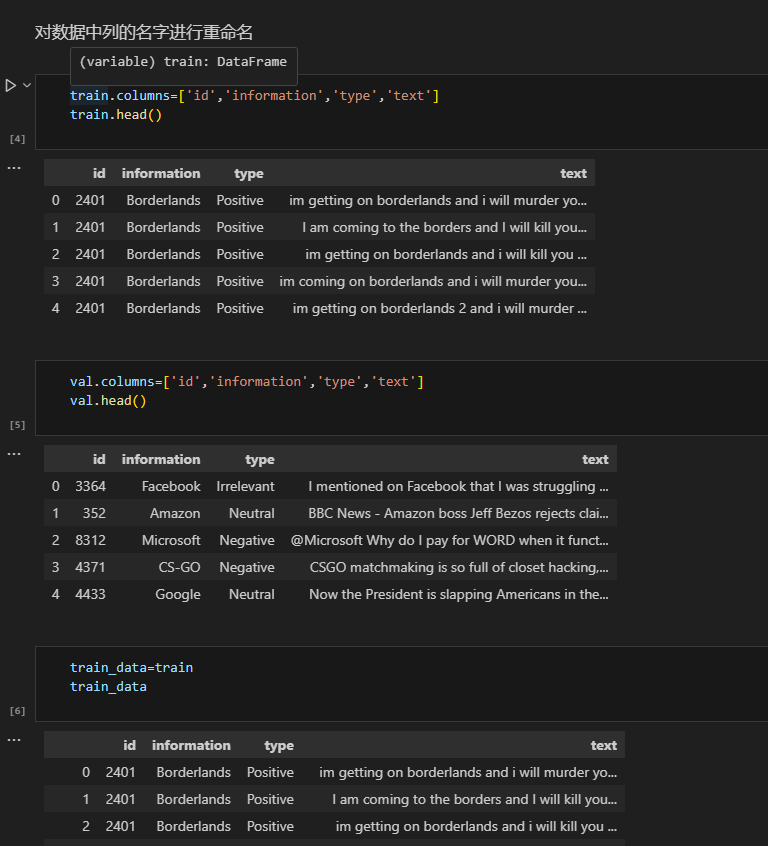 对数据中列的名字进行重命名
(variable) train: DataFrame
train.columns=['id','information','type','text']
train.head()
[4]
...
id information type text
0 2401 Borderlands Positive im getting on borderlands and i will murder yo...
1 2401 Borderlands Positive I am coming to the borders and I will kill you...
2 2401 Borderlands Positive im getting on borderlands and i will kill you ...
3 2401 Borderlands Positive im coming on borderlands and i will murder you...
4 2401 Borderlands Positive im getting on borderlands 2 and i will murder ...
val.columns=['id','information','type','text']
val.head()
[5]
...
id information type text
0 3364 Facebook Irrelevant I mentioned on Facebook that I was struggling ...
1 352 Amazon Neutral BBC News - Amazon boss Jeff Bezos rejects clai...
2 8312 Microsoft Negative @Microsoft Why do I pay for WORD when it funct...
3 4371 CS-GO Negative CSGO matchmaking is so full of closet hacking,...
4 4433 Google Neutral Now the President is slapping Americans in the...
train_data=train
train_data
[6]
...
id information type text
0 2401 Borderlands Positive im getting on borderlands and i will murder yo...
1 2401 Borderlands Positive I am coming to the borders and I will kill you...
2 2401 Borderlands Positive im getting on borderlands and i will kill you ...